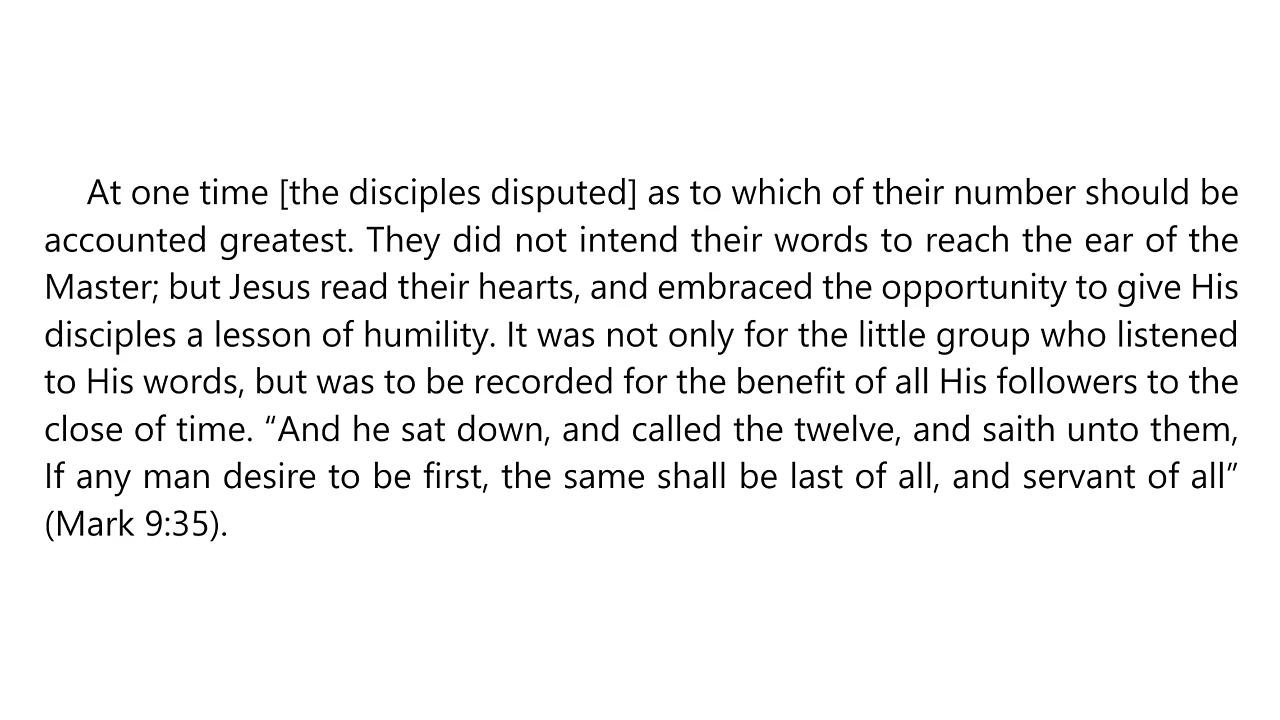 At one time [the disciples disputed] as to which of their number should be
accounted greatest. They did not intend their words to reach the ear of the
Master; but Jesus read their hearts, and embraced the opportunity to give His
disciples a lesson of humility. It was not only for the little group who listened
to His words, but was to be recorded for the benefit of all His followers to the
close of time. “And he sat down, and called the twelve, and saith unto them,
If any man desire to be first, the same shall be last of all, and servant of all”
(Mark 9:35).